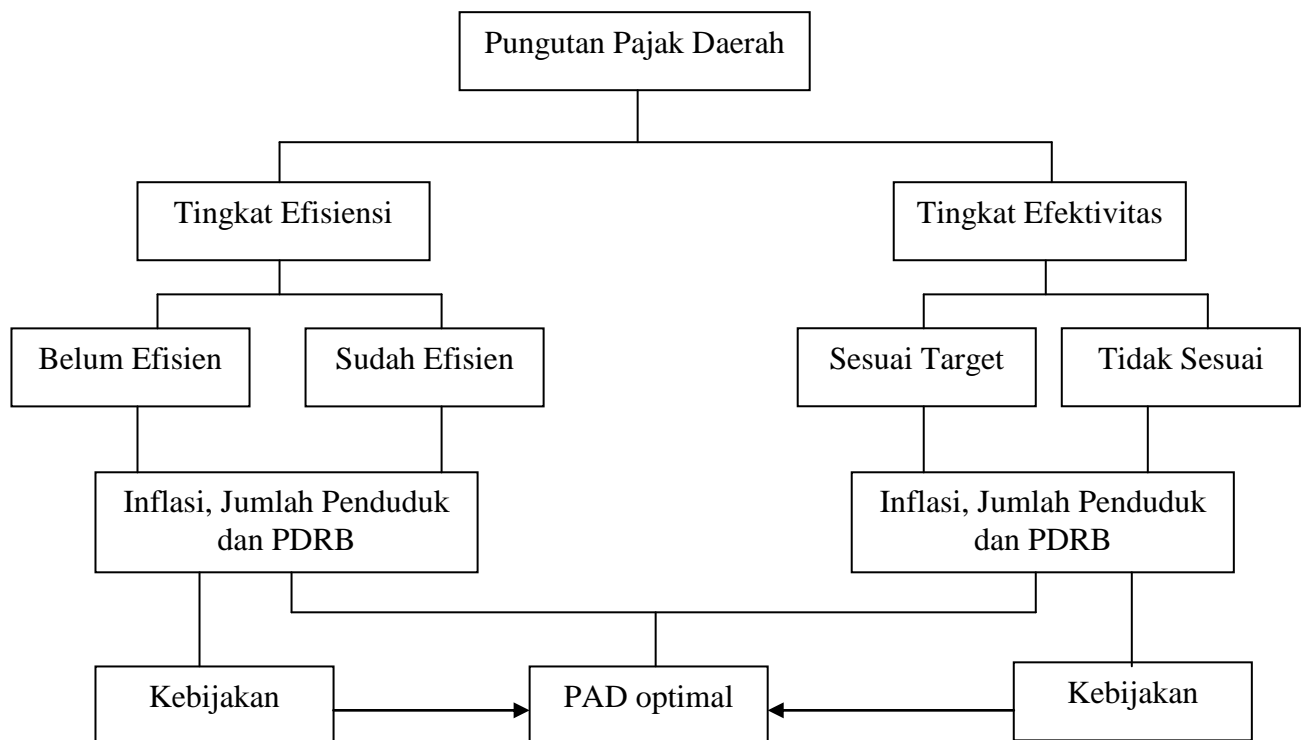 Pungutan Pajak Daerah
Tingkat Efisiensi
Tingkat Efektivitas
Belum Efisien
Sudah Efisien
Sesuai Target
Tidak Sesuai
Inflasi, Jumlah Penduduk
dan PDRB
Inflasi, Jumlah Penduduk
dan PDRB
Kebijakan
PAD optimal
Kebijakan